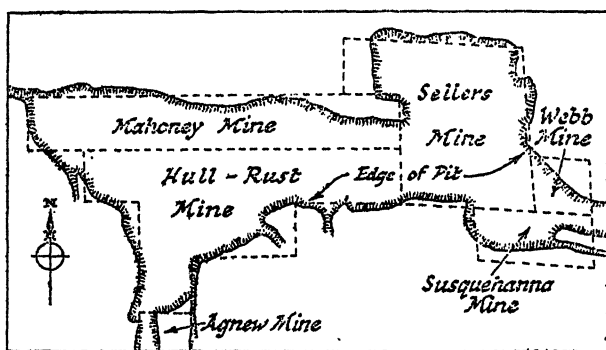 Sellers
Mine
Mahoney Mine
Webb
Mine
Hull - Rust
Mine
Edge of Pit
N
Susquehanna
Mine
Agnew Mine